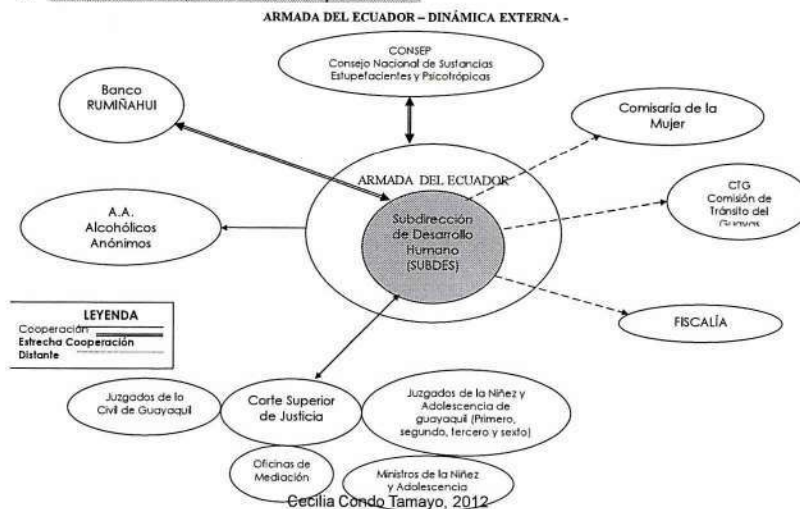 ARMADA DEL ECUADOR – DINÁMICA EXTERNA -
CONSEP
Consejo Nacional de Sustancias
Estupefacientes y Psicotrópicas
Banco
RUMIÑAHUI
Comisaría de la
Mujer
ARMADA DEL ECUADOR
CTG
Comisión de
Tránsito del
Guayas
A.A.
Alcohólicos
Anónimos
Subdirección
de Desarrollo
Humano
(SUBDES)
LEYENDA
Cooperación
Estrecha Cooperación
Distante
FISCALÍA
Juzgados de lo
Civil de Guayaquil
Corte Superior
de Justicia
Juzgados de la Niñez y
Adolescencia de
guayaquil (Primero,
segundo, tercero y sexto)
Oficinas de
Mediación
Ministros de la Niñez
y Adolescencia
Cecilia Condo Tamayo, 2012